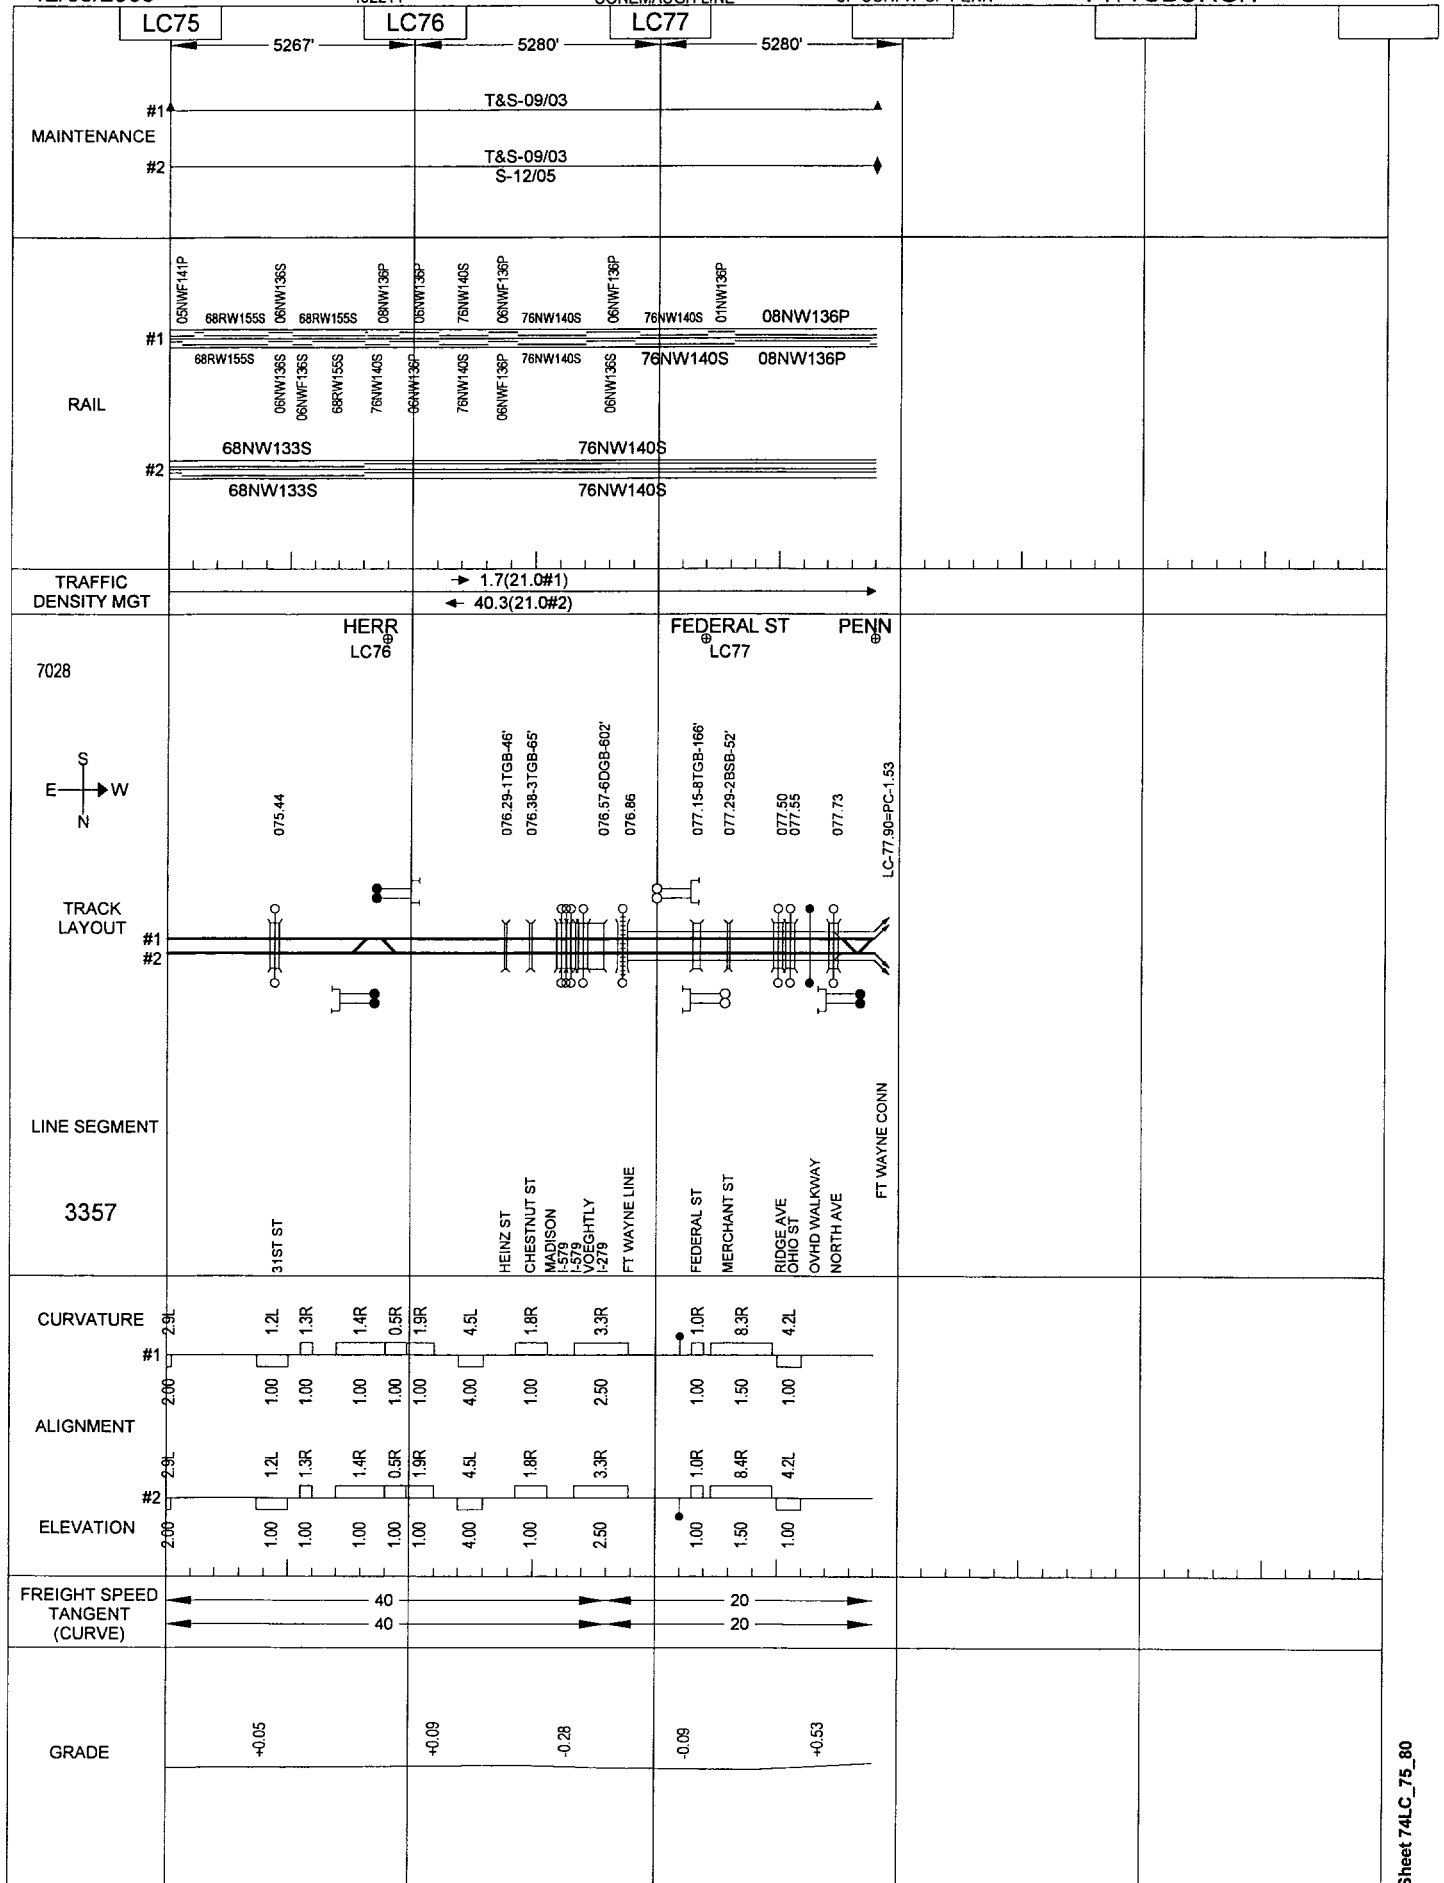 LC75 LC76 LC77
5267' 5280' 5280'
MAINTENANCE
#1 T&S-09/03
#2 T&S-09/03
S-12/05
RAIL
05NWF141P 06NW136S 08NW136P 06NW136P 76NW140S 06NWF136P 06NWF136P 01NW136P
68RW155S 68RW155S 76NW140S 76NW140S 08NW136P
#1
68RW155S 76NW140S 76NW140S 08NW136P
06NW136S 06NWF136S 68RW155S 76NW140S 06NW136P 76NW140S 06NWF136P 06NW136S
68NW133S 76NW140S
#2
68NW133S 76NW140S
TRAFFIC
DENSITY MGT
1.7(21.0#1)
40.3(21.0#2)
HERR FEDERAL ST PENN
LC76 LC77
7028
S
E W
N
075.44
076.29-1TGB-46'
076.38-3TGB-65'
076.57-6DGB-602'
076.86
077.15-8TGB-166'
077.29-2BSB-52'
077.50
077.55
077.73
LC-77.90=PC-1.53
TRACK
LAYOUT
#1
#2
LINE SEGMENT
3357
31ST ST
HEINZ ST
CHESTNUT ST
MADISON
I-579
I-579
VOEGHTLY
I-279
FT WAYNE LINE
FEDERAL ST
MERCHANT ST
RIDGE AVE
OHIO ST
OVHD WALKWAY
NORTH AVE
FT WAYNE CONN
CURVATURE
2.9L 1.2L 1.3R 1.4R 0.5R 1.9R 4.5L 1.8R 3.3R 1.0R 8.3R 4.2L
#1
2.00 1.00 1.00 1.00 1.00 1.00 4.00 1.00 2.50 1.00 1.50 1.00
ALIGNMENT
2.9L 1.2L 1.3R 1.4R 0.5R 1.9R 4.5L 1.8R 3.3R 1.0R 8.4R 4.2L
#2
ELEVATION
2.00 1.00 1.00 1.00 1.00 1.00 4.00 1.00 2.50 1.00 1.50 1.00
FREIGHT SPEED
TANGENT
(CURVE)
40 20
40 20
GRADE
+0.05 +0.09 -0.28 -0.09 +0.53
Sheet 74LC_75_80